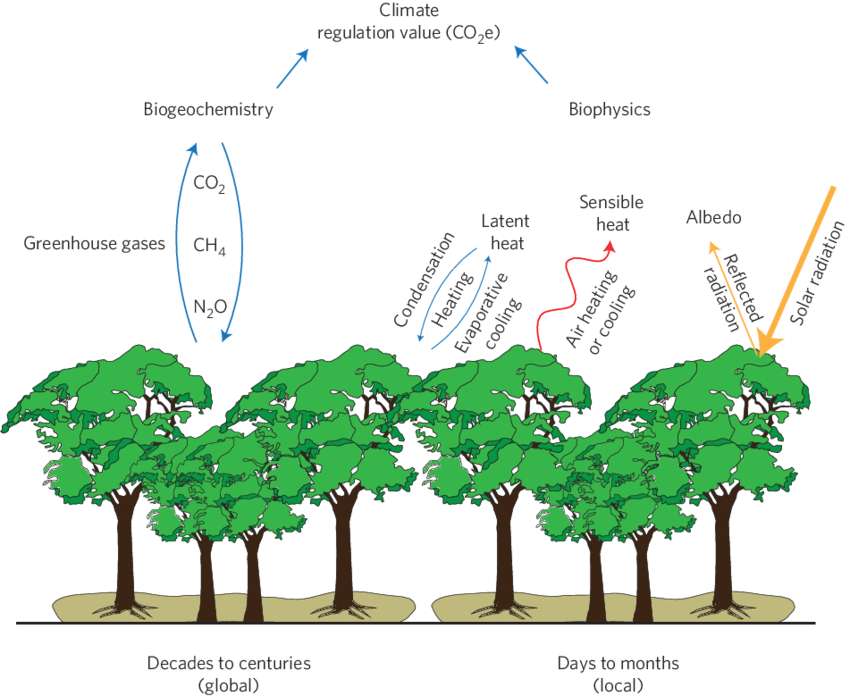 Climate
regulation value (CO₂e)
Biogeochemistry
Biophysics
CO₂
Greenhouse gases
CH₄
N₂O
Condensation
Heating
Evaporative
cooling
Latent
heat
Sensible
heat
Air heating
or cooling
Albedo
Reflected
radiation
Solar radiation
Decades to centuries
(global)
Days to months
(local)